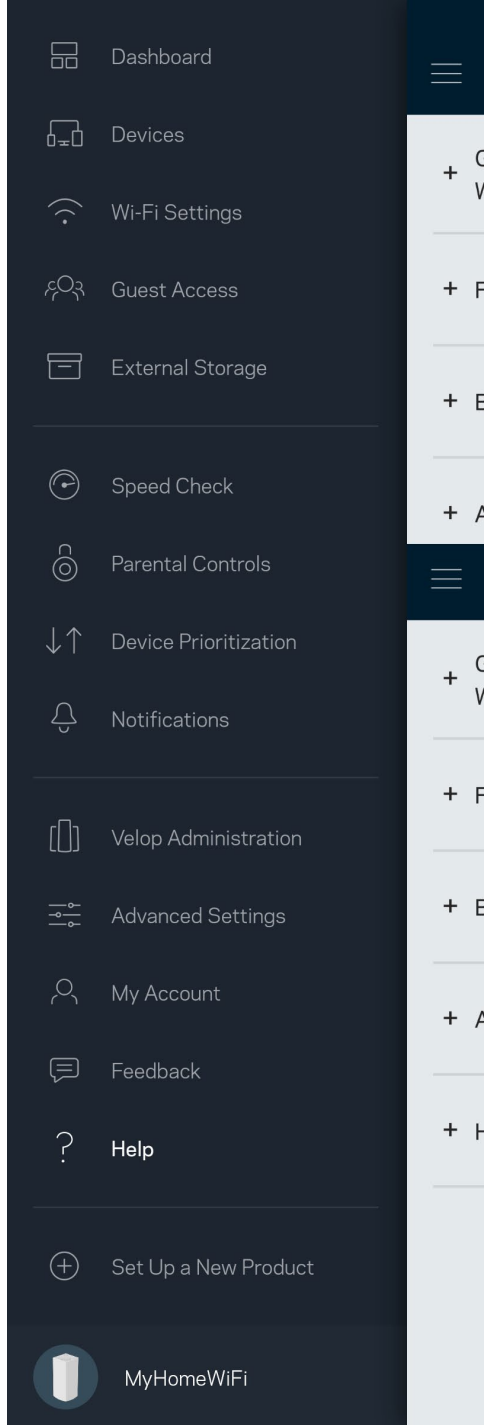 Dashboard
Devices
Wi-Fi Settings
Guest Access
External Storage
Speed Check
Parental Controls
Device Prioritization
Notifications
Velop Administration
Advanced Settings
My Account
Feedback
Help
Set Up a New Product
MyHomeWiFi